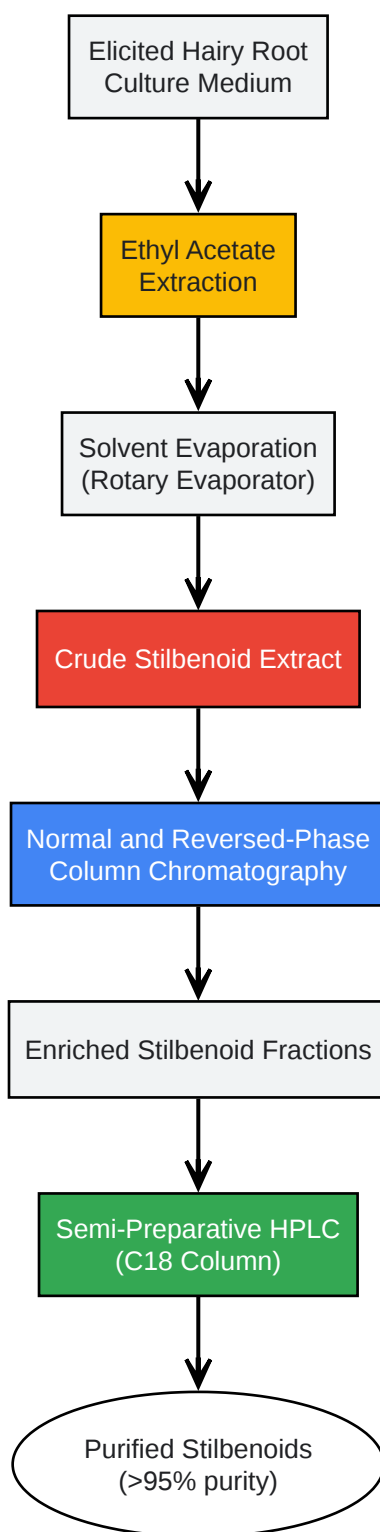 Elicited Hairy Root
Culture Medium
Ethyl Acetate
Extraction
Solvent Evaporation
(Rotary Evaporator)
Crude Stilbenoid Extract
Normal and Reversed-Phase
Column Chromatography
Enriched Stilbenoid Fractions
Semi-Preparative HPLC
(C18 Column)
Purified Stilbenoids
(>95% purity)